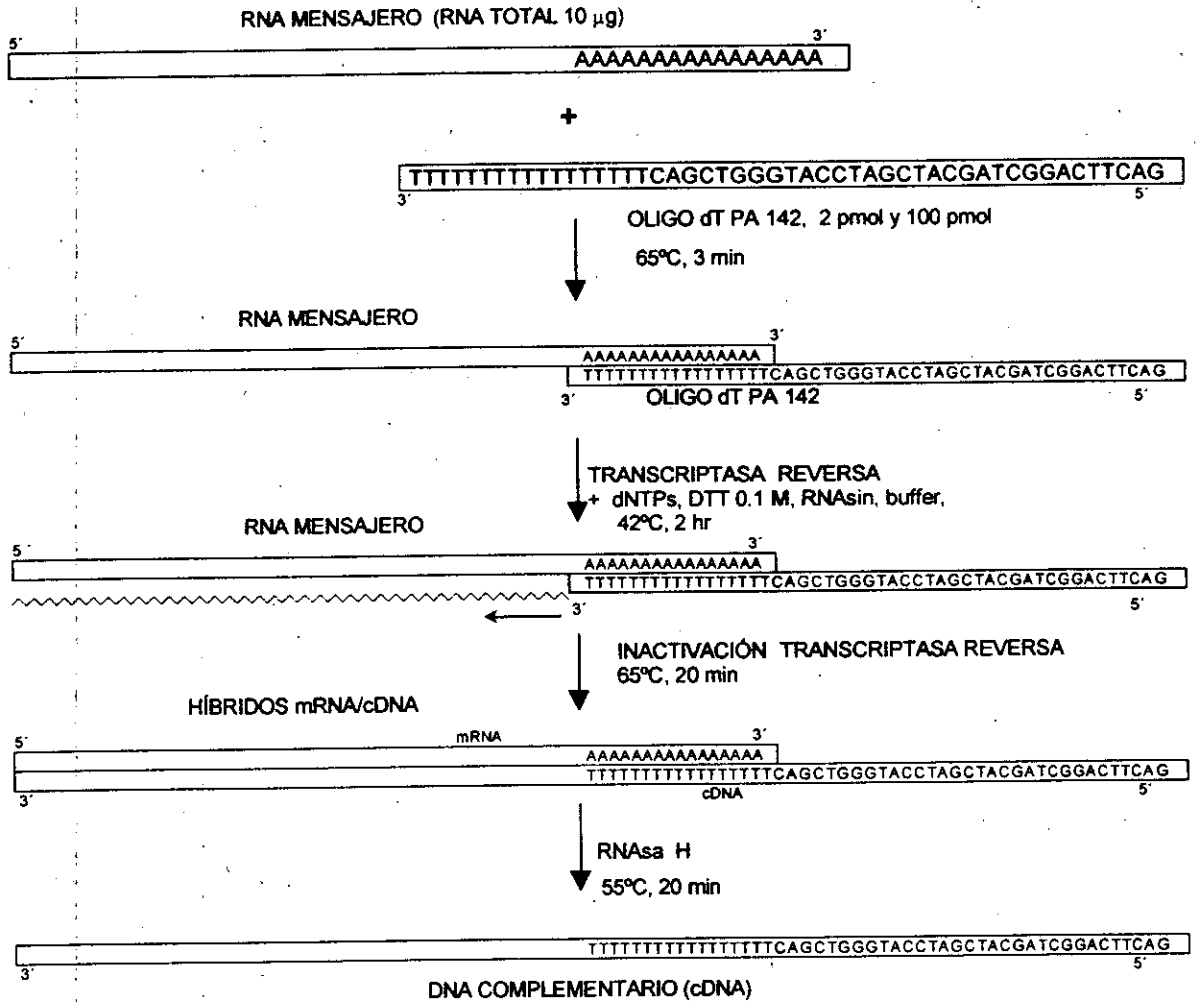 RNA MENSAJERO (RNA TOTAL 10 µg)
5´ 3´
AAAAAAAAAAAAAAAA
+
TTTTTTTTTTTTTTTTTCAGCTGGGTACCTAGCTACGATCGGACTTCAG
3´ 5´
OLIGO dT PA 142, 2 pmol y 100 pmol
65ºC, 3 min
RNA MENSAJERO
5´ 3´
AAAAAAAAAAAAAAAA
TTTTTTTTTTTTTTTTTCAGCTGGGTACCTAGCTACGATCGGACTTCAG
3´ OLIGO dT PA 142 5´
TRANSCRIPTASA REVERSA
+ dNTPs, DTT 0.1 M, RNAsin, buffer,
42ºC, 2 hr
RNA MENSAJERO
5´ 3´
AAAAAAAAAAAAAAAA
TTTTTTTTTTTTTTTTTCAGCTGGGTACCTAGCTACGATCGGACTTCAG
3´ 5´
INACTIVACIÓN TRANSCRIPTASA REVERSA
65ºC, 20 min
HÍBRIDOS mRNA/cDNA
5´ mRNA 3´
AAAAAAAAAAAAAAAA
TTTTTTTTTTTTTTTTTCAGCTGGGTACCTAGCTACGATCGGACTTCAG
3´ cDNA 5´
RNAsa H
55ºC, 20 min
TTTTTTTTTTTTTTTTTCAGCTGGGTACCTAGCTACGATCGGACTTCAG
3´ 5´
DNA COMPLEMENTARIO (cDNA)